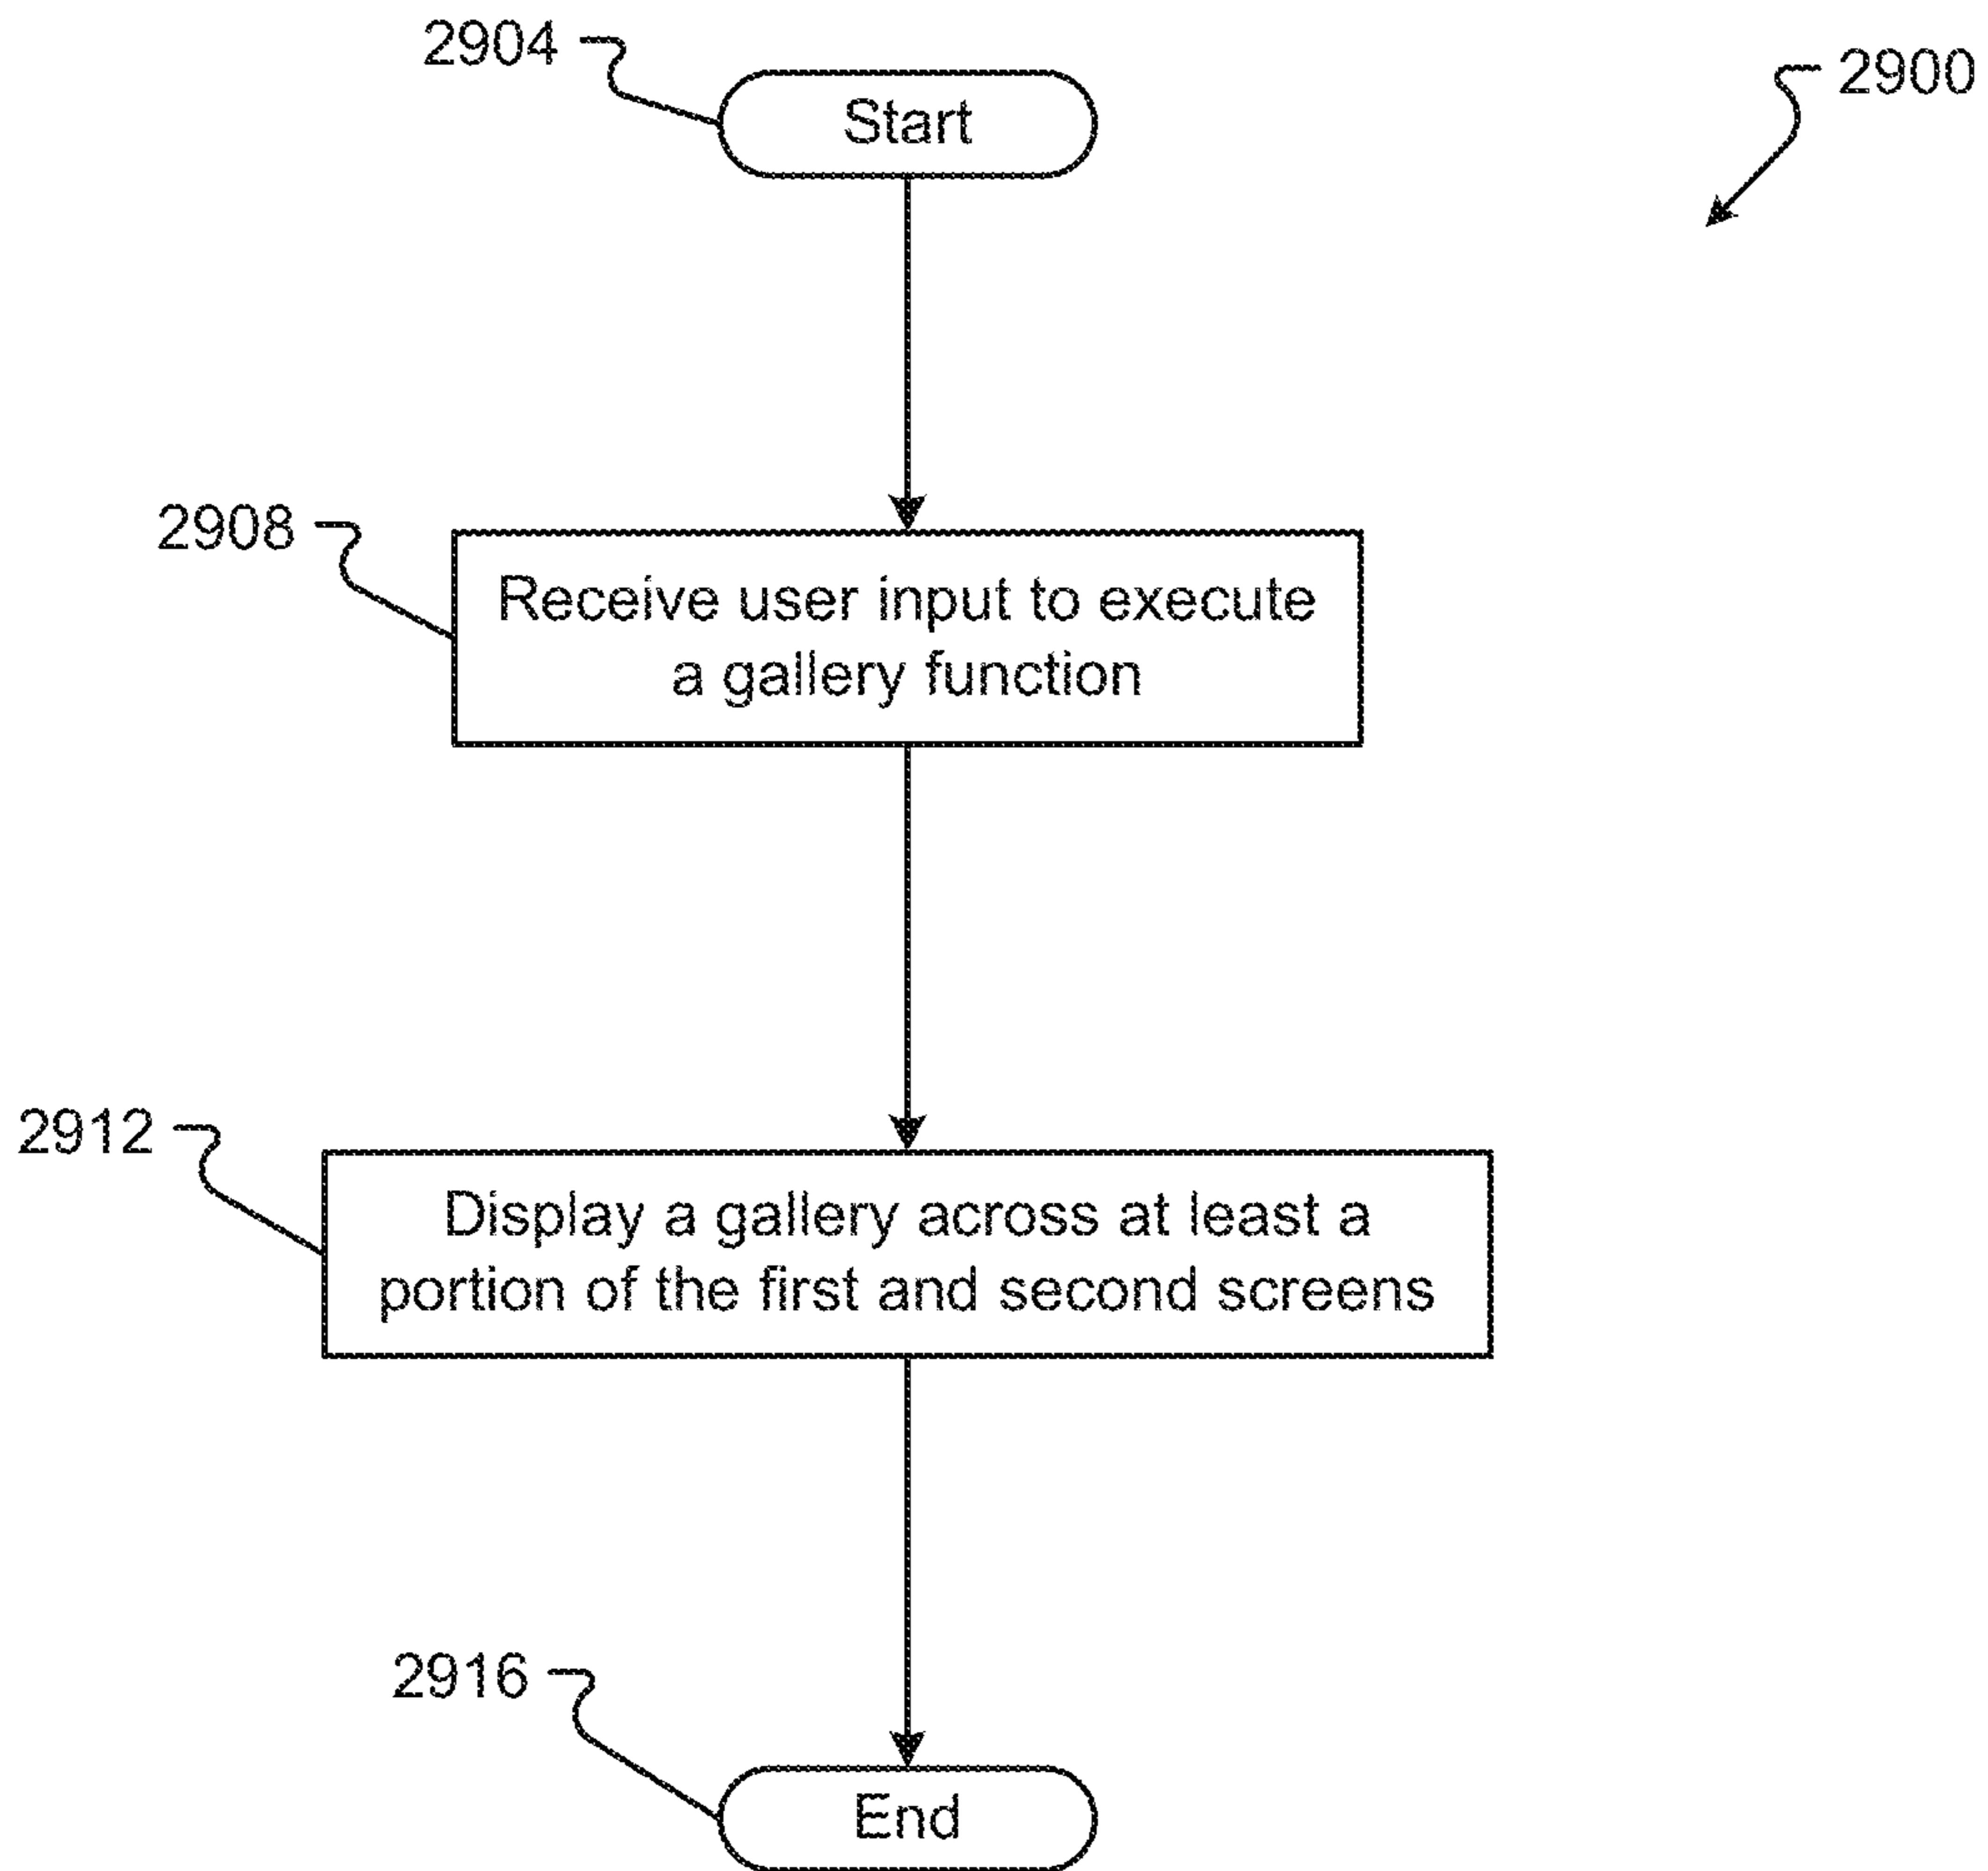 2904
Start
2900
2908
Receive user input to execute
a gallery function
2912
Display a gallery across at least a
portion of the first and second screens
2916
End